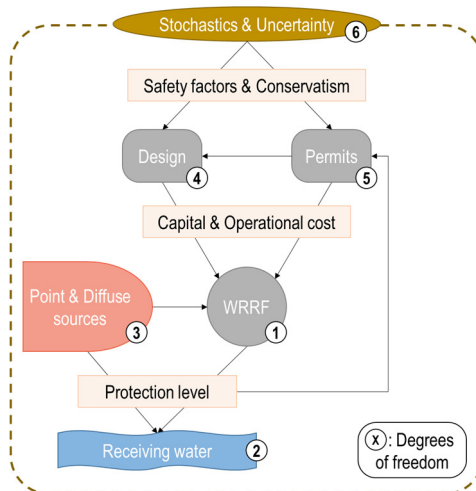 Stochastics & Uncertainty
6
Safety factors & Conservatism
Design
4
Permits
5
Capital & Operational cost
Point & Diffuse
sources
3
WRRF
1
Protection level
Receiving water
2
x : Degrees
of freedom